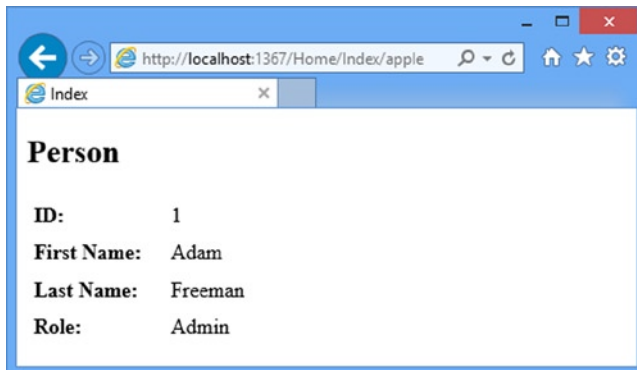 http://localhost:1367/Home/Index/apple
Index
Person
ID: 1
First Name: Adam
Last Name: Freeman
Role: Admin